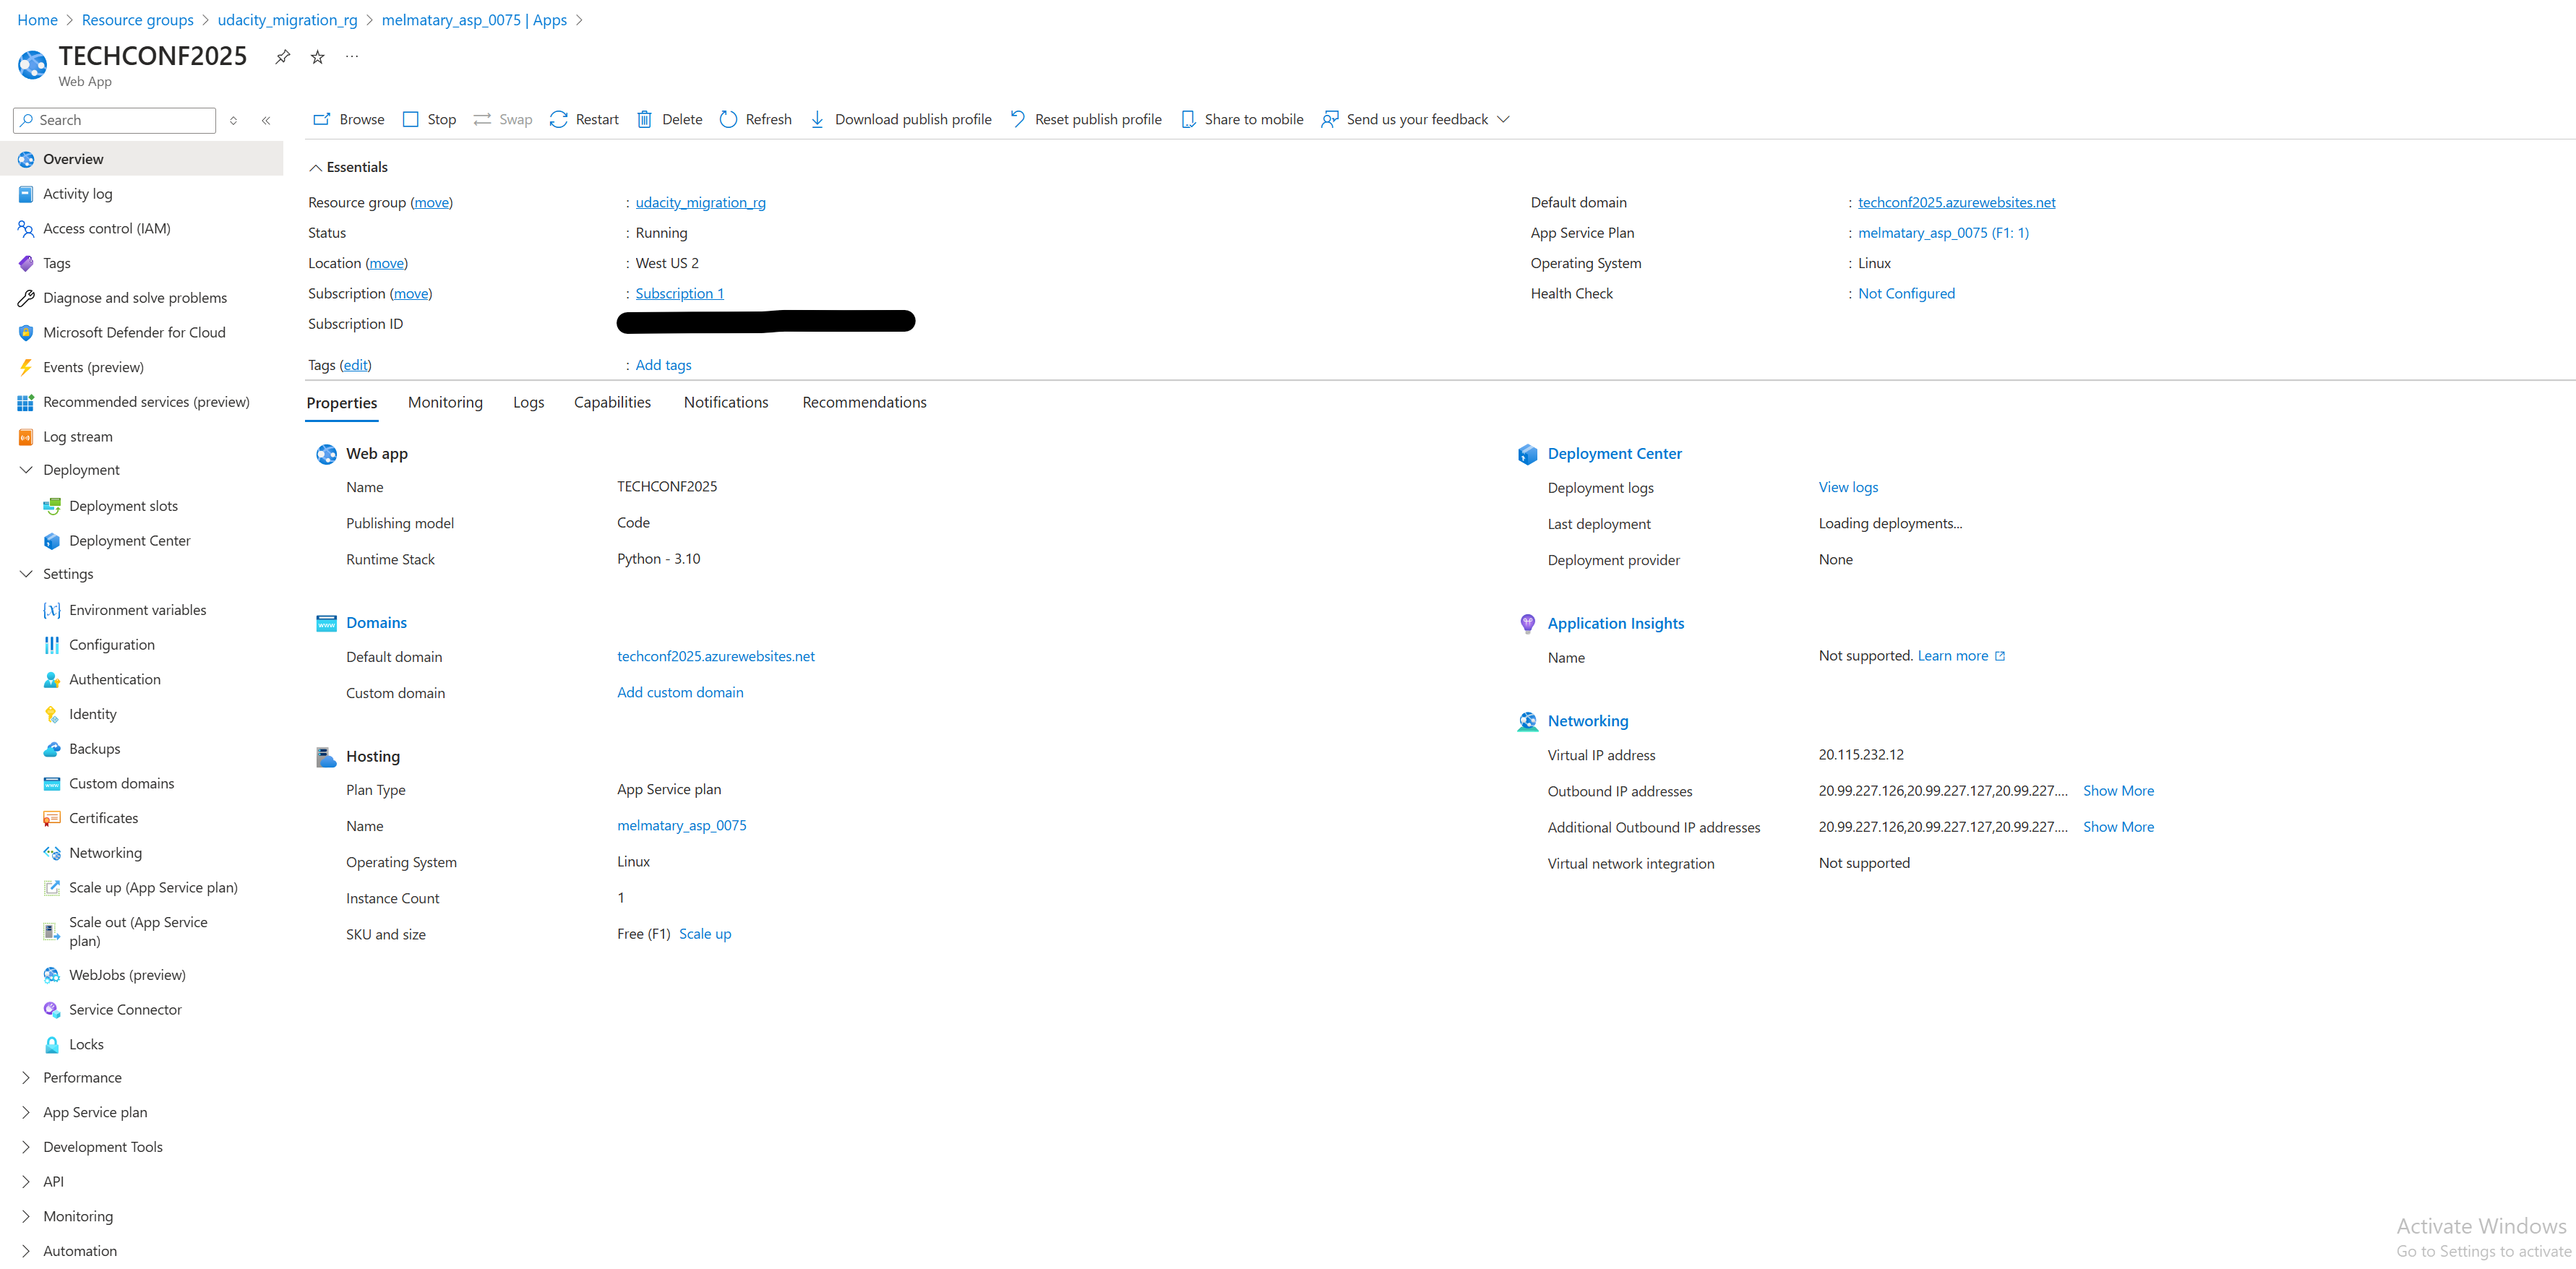 Home > Resource groups > udacity_migration_rg > melmatary_asp_0075 | Apps >
TECHCONF2025 ...
Web App
Search
Browse Stop Swap Restart Delete Refresh Download publish profile Reset publish profile Share to mobile Send us your feedback
Overview
Activity log
Access control (IAM)
Tags
Diagnose and solve problems
Microsoft Defender for Cloud
Events (preview)
Recommended services (preview)
Log stream
Deployment
Deployment slots
Deployment Center
Settings
Environment variables
Configuration
Authentication
Identity
Backups
Custom domains
Certificates
Networking
Scale up (App Service plan)
Scale out (App Service
plan)
WebJobs (preview)
Service Connector
Locks
Performance
App Service plan
Development Tools
API
Monitoring
Automation
Essentials
Resource group (move) : udacity_migration_rg
Status : Running
Location (move) : West US 2
Subscription (move) : Subscription 1
Subscription ID
Tags (edit) : Add tags
Default domain : techconf2025.azurewebsites.net
App Service Plan : melmatary_asp_0075 (F1: 1)
Operating System : Linux
Health Check : Not Configured
Properties Monitoring Logs Capabilities Notifications Recommendations
Web app
Name TECHCONF2025
Publishing model Code
Runtime Stack Python - 3.10
Domains
Default domain techconf2025.azurewebsites.net
Custom domain Add custom domain
Hosting
Plan Type App Service plan
Name melmatary_asp_0075
Operating System Linux
Instance Count 1
SKU and size Free (F1) Scale up
Deployment Center
Deployment logs View logs
Last deployment Loading deployments...
Deployment provider None
Application Insights
Name Not supported. Learn more
Networking
Virtual IP address 20.115.232.12
Outbound IP addresses 20.99.227.126,20.99.227.127,20.99.227.... Show More
Additional Outbound IP addresses 20.99.227.126,20.99.227.127,20.99.227.... Show More
Virtual network integration Not supported
Activate Windows
Go to Settings to activate